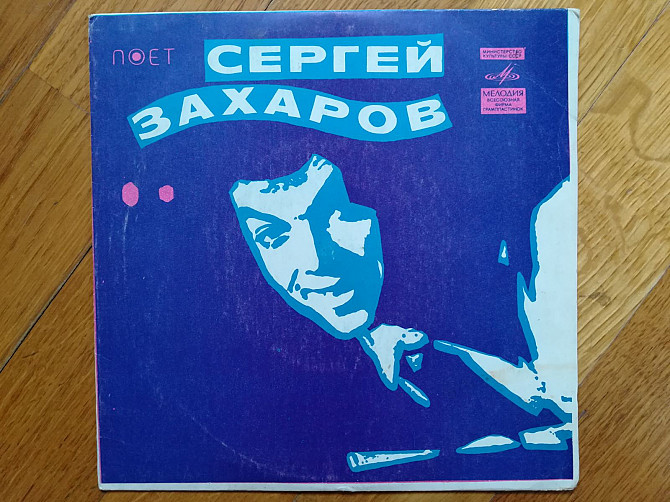 ПОЕТ
СЕРГЕЙ
ЗАХАРОВ
МИНИСТЕРСТВО
КУЛЬТУРЫ СССР
МЕЛОДИЯ
ВСЕСОЮЗНАЯ
ФИРМА
ГРАМПЛАСТИНОК